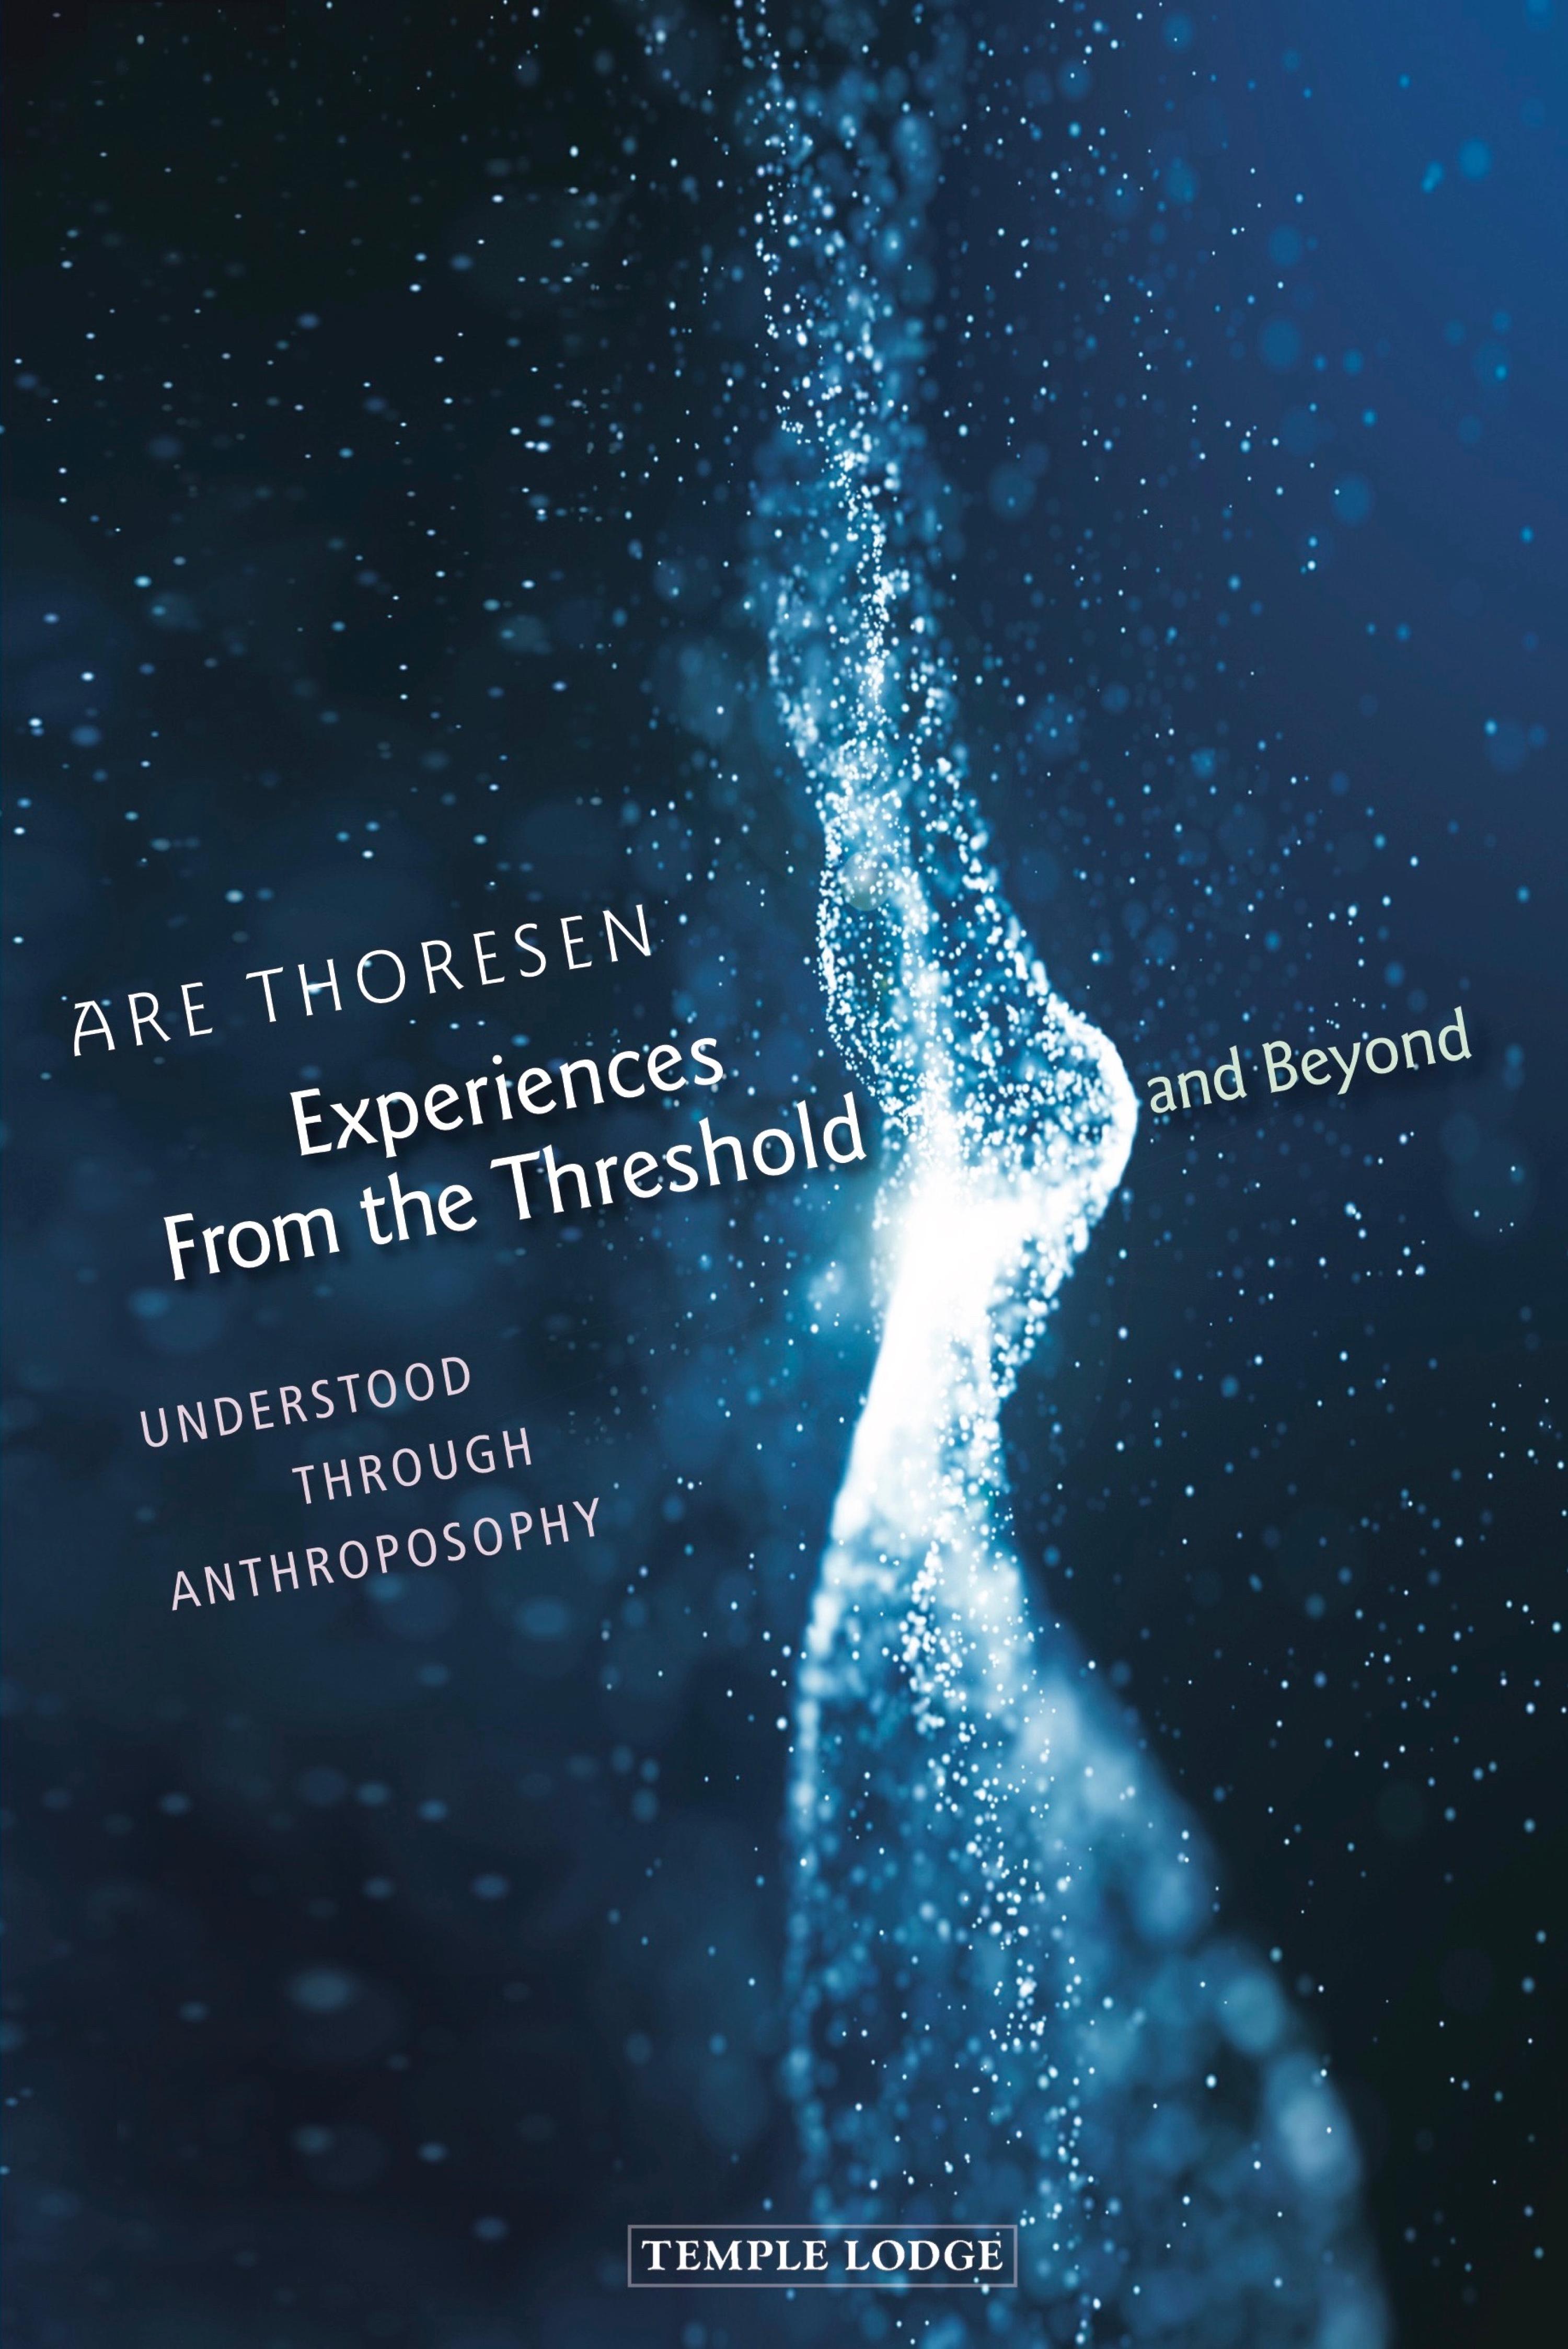 ARE THORESEN
Experiences
From the Threshold and Beyond
UNDERSTOOD
THROUGH
ANTHROPOSOPHY
TEMPLE LODGE